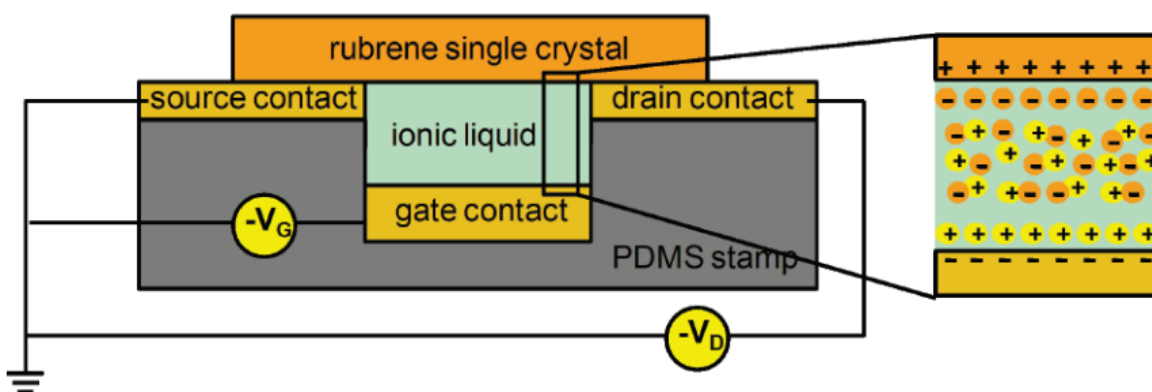 rubrene single crystal
source contact
drain contact
ionic liquid
gate contact
-VG
PDMS stamp
-VD
+ + + + + + + +
- - - - - - - -
+ + + + + + + +
- - - - - - - -